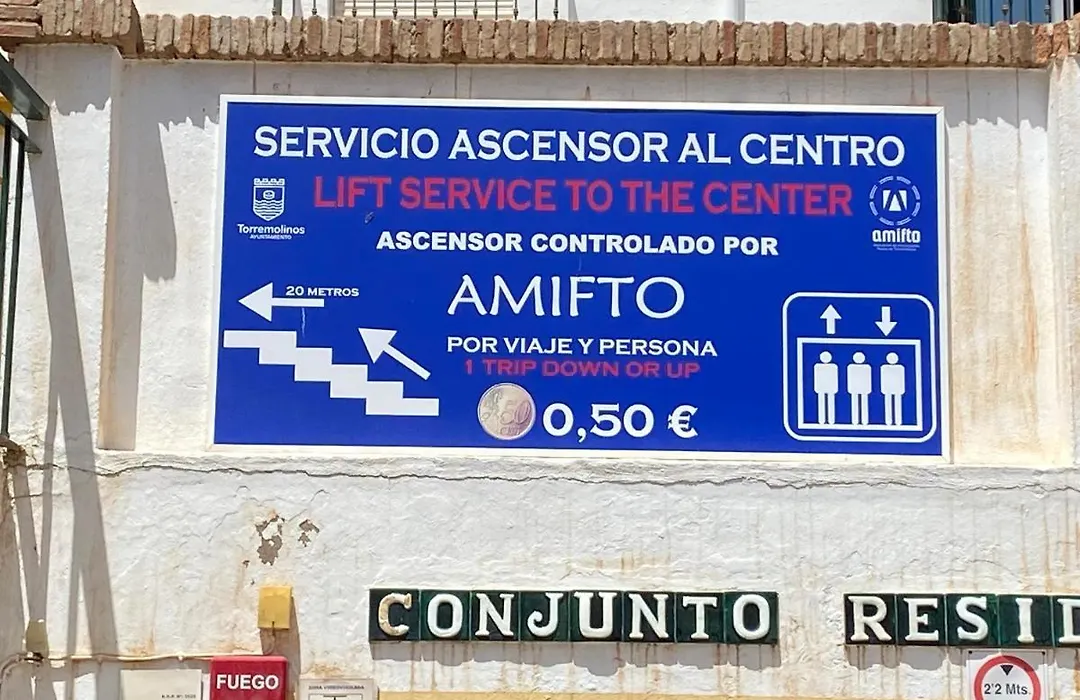 SERVICIO ASCENSOR AL CENTRO
LIFT SERVICE TO THE CENTER
Torremolinos
AYUNTAMIENTO
amifto
ASCENSOR CONTROLADO POR
AMIFTO
20 METROS
POR VIAJE Y PERSONA
1 TRIP DOWN OR UP
50
0,50 €
CONJUNTO RESID
FUEGO
2'2 Mts.